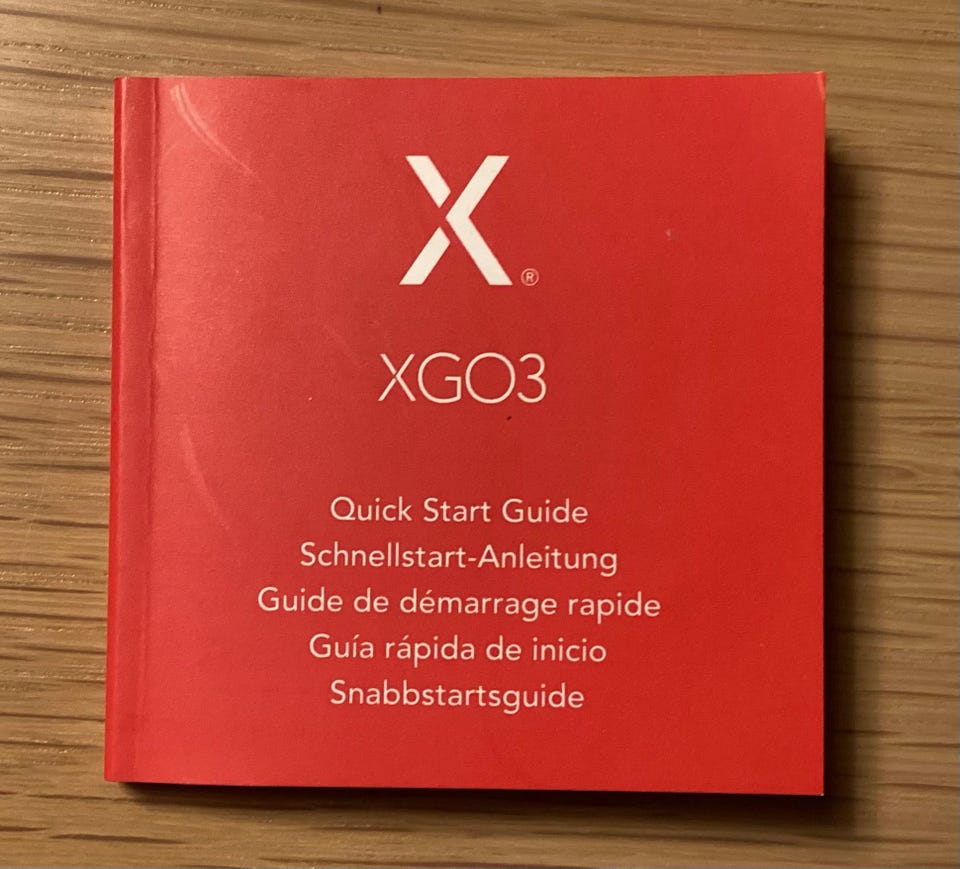 X®
XGO3
Quick Start Guide
Schnellstart-Anleitung
Guide de démarrage rapide
Guía rápida de inicio
Snabbstartsguide